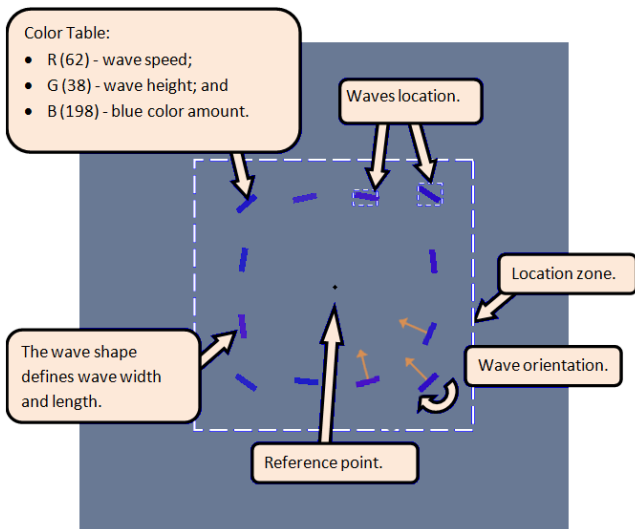 Color Table:
• R (62) - wave speed;
• G (38) - wave height; and
• B (198) - blue color amount.
Waves location.
Location zone.
The wave shape
defines wave width
and length.
Wave orientation.
Reference point.